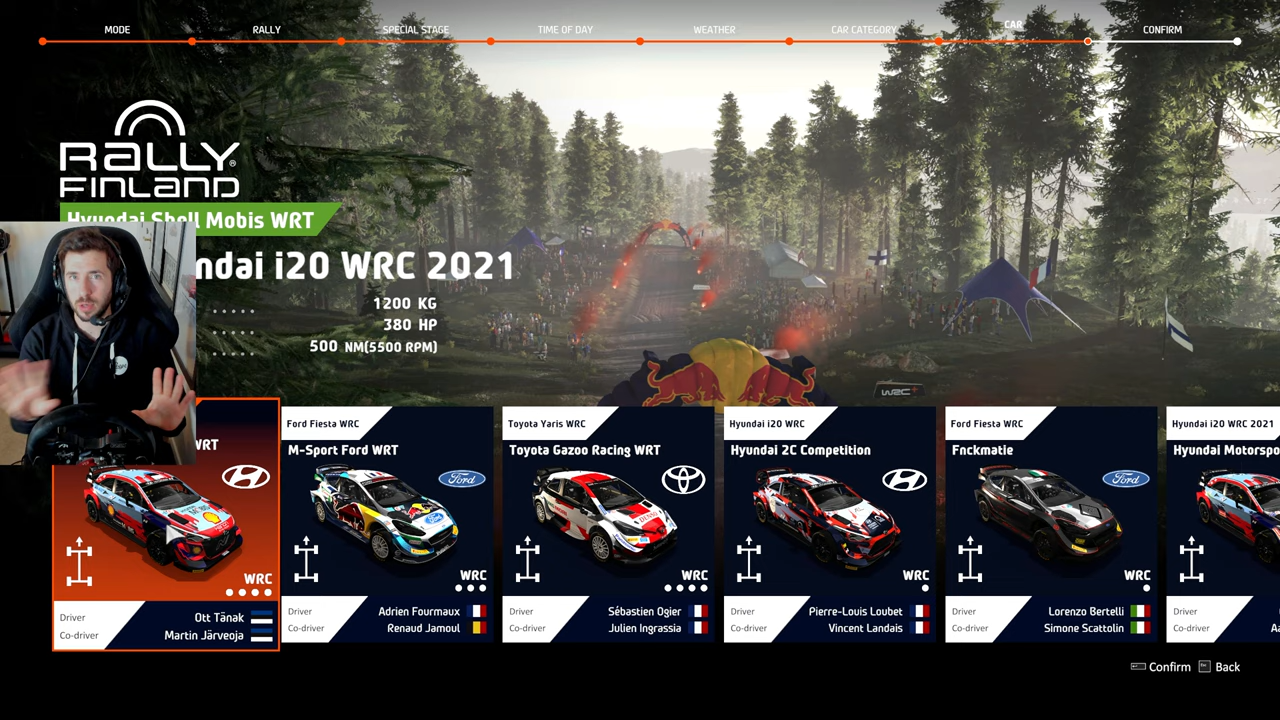 MODE
RALLY
SPECIAL STAGE
TIME OF DAY
WEATHER
CAR CATEGORY
CAR
CONFIRM
RALLY®
FINLAND
Hyundai Shell Mobis WRT
ndai i20 WRC 2021
1200 KG
380 HP
500 NM(5500 RPM)
WRC+
WRT
WRC
Driver Ott Tänak
Co-driver Martin Järveoja
Ford Fiesta WRC
M-Sport Ford WRT
Ford
WRC
Driver Adrien Fourmaux
Co-driver Renaud Jamoul
Toyota Yaris WRC
Toyota Gazoo Racing WRT
WRC
Driver Sébastien Ogier
Co-driver Julien Ingrassia
Hyundai i20 WRC
Hyundai 2C Competition
WRC
Driver Pierre-Louis Loubet
Co-driver Vincent Landais
Ford Fiesta WRC
Fnckmatie
Ford
WRC
Driver Lorenzo Bertelli
Co-driver Simone Scattolin
Hyundai i20 WRC 2021
Hyundai Motorspo
Driver
Co-driver
Confirm
Back